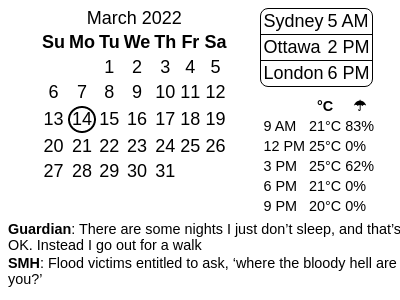 March 2022
Su Mo Tu We Th Fr Sa
1 2 3 4 5
6 7 8 9 10 11 12
13 14 15 16 17 18 19
20 21 22 23 24 25 26
27 28 29 30 31
Sydney 5 AM
Ottawa 2 PM
London 6 PM
°C ☂
9 AM 21°C 83%
12 PM 25°C 0%
3 PM 25°C 62%
6 PM 21°C 0%
9 PM 20°C 0%
Guardian: There are some nights I just don’t sleep, and that’s
OK. Instead I go out for a walk
SMH: Flood victims entitled to ask, ‘where the bloody hell are
you?’